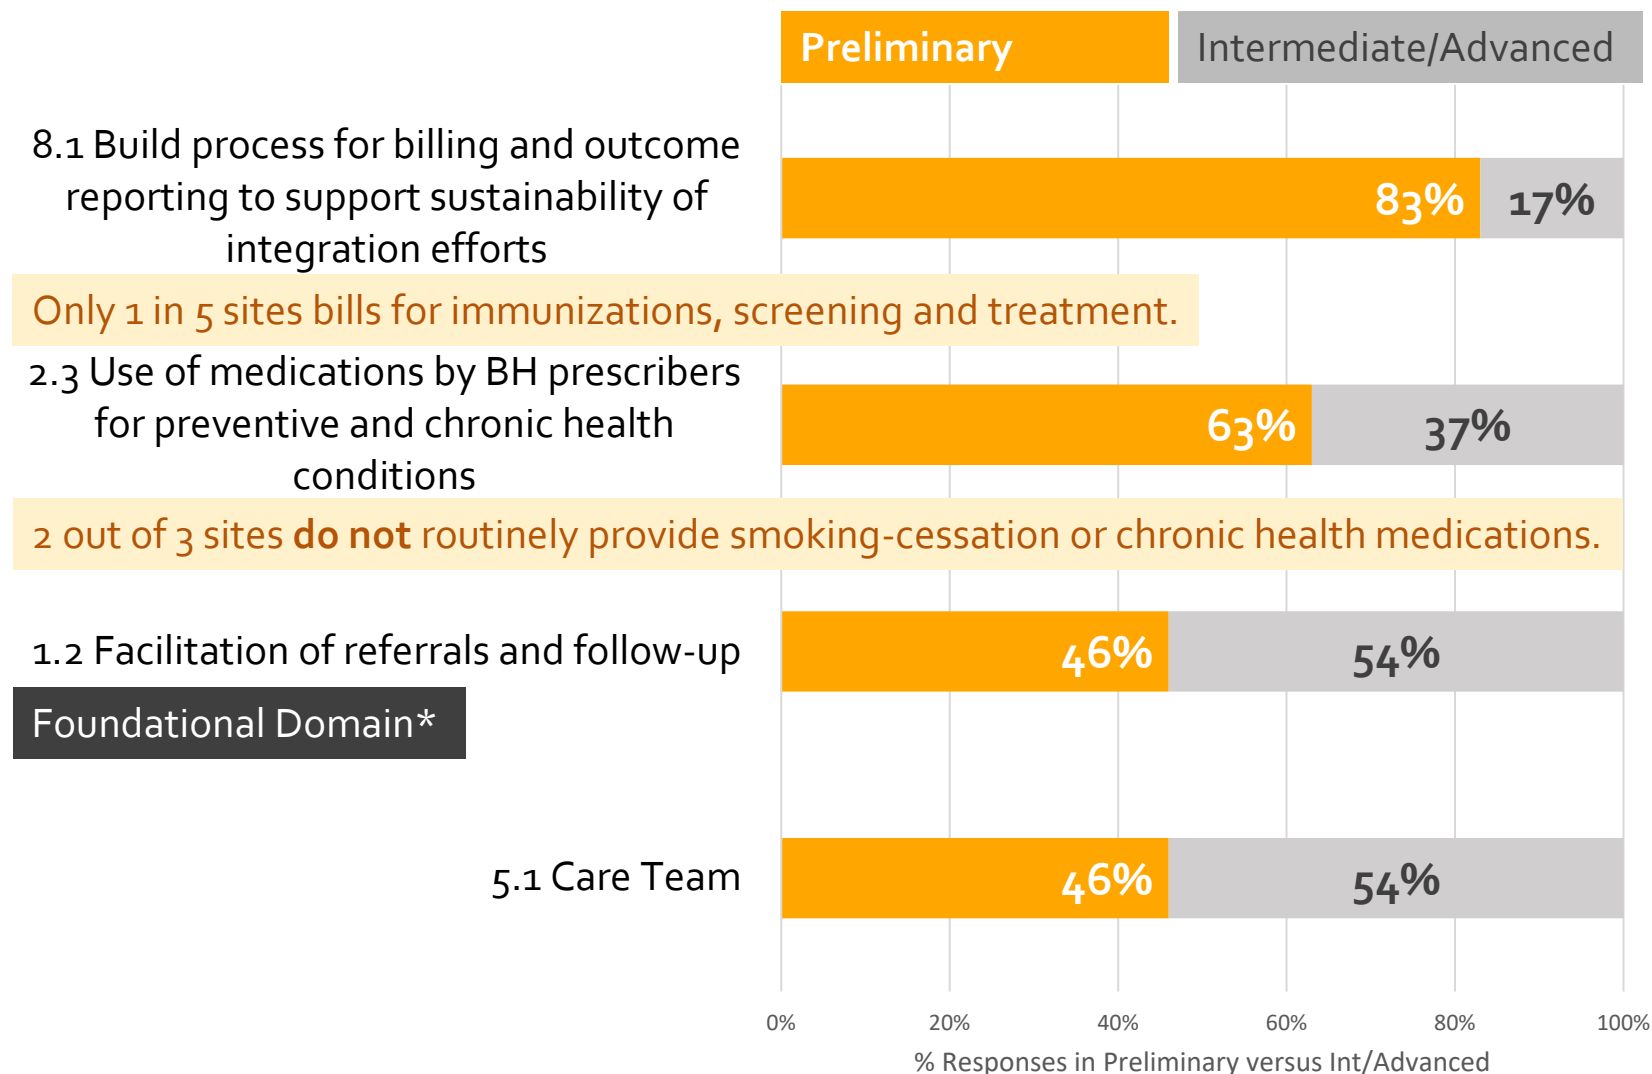 Preliminary
Intermediate/Advanced
8.1 Build process for billing and outcome
reporting to support sustainability of
integration efforts
83%
17%
Only 1 in 5 sites bills for immunizations, screening and treatment.
2.3 Use of medications by BH prescribers
for preventive and chronic health
conditions
63%
37%
2 out of 3 sites do not routinely provide smoking-cessation or chronic health medications.
1.2 Facilitation of referrals and follow-up
46%
54%
Foundational Domain*
5.1 Care Team
46%
54%
0%
20%
40%
60%
80%
100%
% Responses in Preliminary versus Int/Advanced